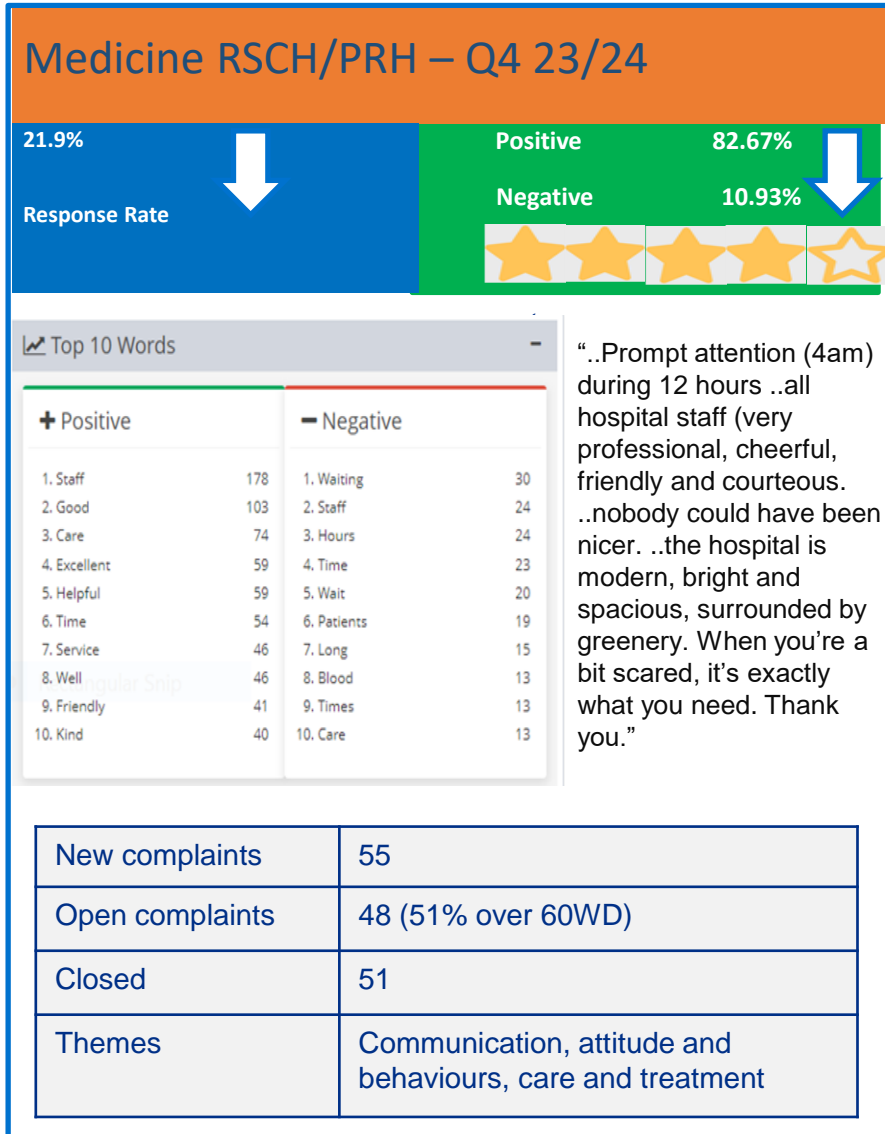 Medicine RSCH/PRH – Q4 23/24
21.9%
Response Rate
Positive 82.67%
Negative 10.93%
Top 10 Words
Positive
1. Staff 178
2. Good 103
3. Care 74
4. Excellent 59
5. Helpful 59
6. Time 54
7. Service 46
8. Well 46
9. Friendly 41
10. Kind 40
Negative
1. Waiting 30
2. Staff 24
3. Hours 24
4. Time 23
5. Wait 20
6. Patients 19
7. Long 15
8. Blood 13
9. Times 13
10. Care 13
“..Prompt attention (4am)
during 12 hours ..all
hospital staff (very
professional, cheerful,
friendly and courteous.
..nobody could have been
nicer. ..the hospital is
modern, bright and
spacious, surrounded by
greenery. When you’re a
bit scared, it’s exactly
what you need. Thank
you.”
New complaints 55
Open complaints 48 (51% over 60WD)
Closed 51
Themes Communication, attitude and
behaviours, care and treatment